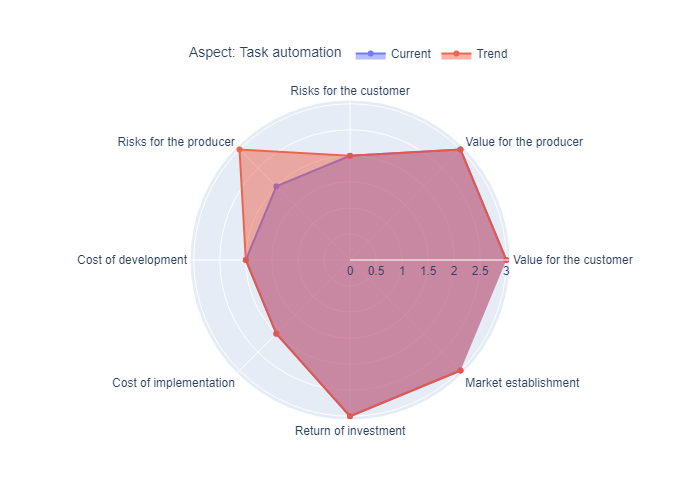 Aspect: Task automation Current Trend
Risks for the customer
Risks for the producer Value for the producer
Cost of development Value for the customer
0 0.5 1 1.5 2 2.5 3
Cost of implementation Market establishment
Return of investment